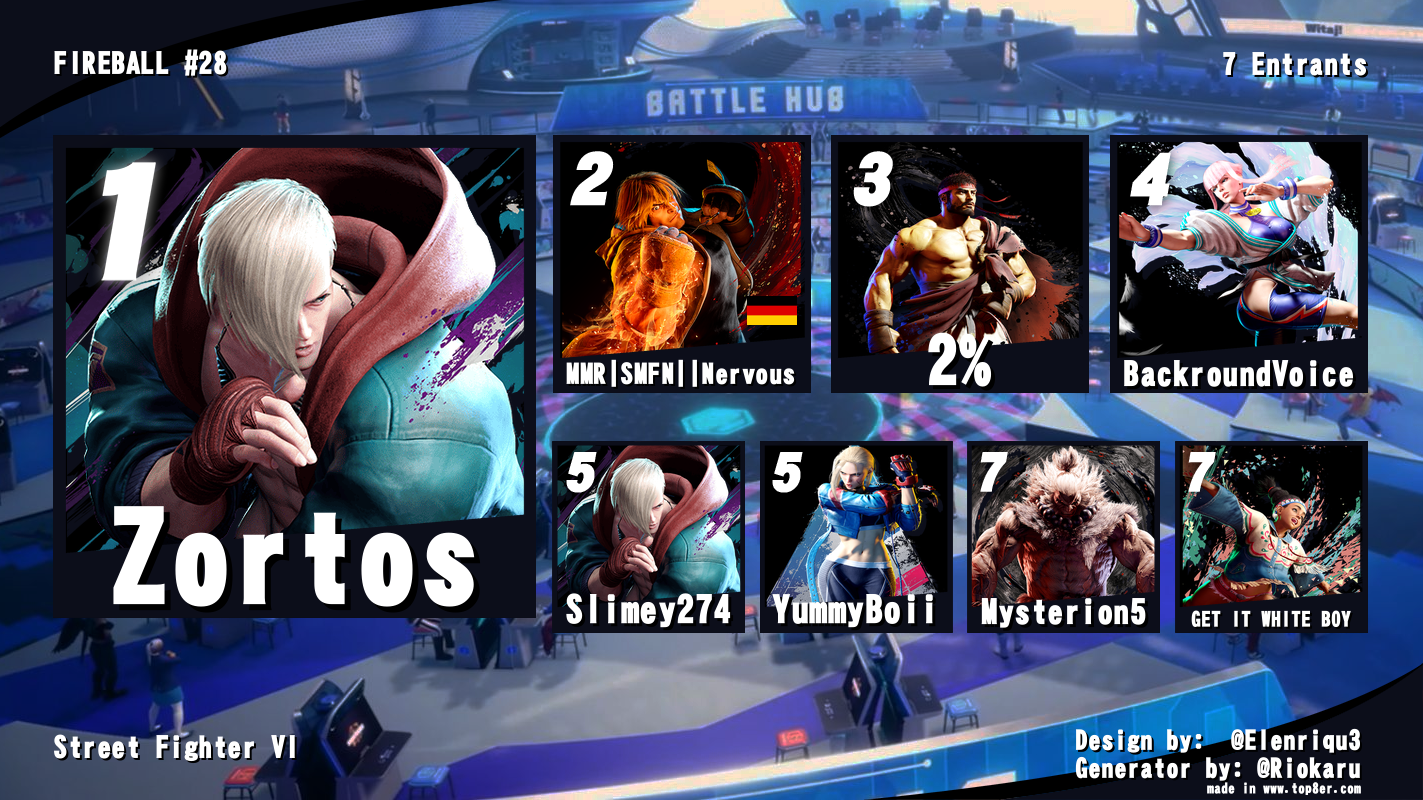 FIREBALL #28
7 Entrants
Witaj!
BATTLE HUB
1
Zortos
2
MMR|SMFN||Nervous
3
2%
4
BackroundVoice
5
Slimey274
5
YummyBoii
7
Mysterion5
7
GET IT WHITE BOY
Street Fighter VI
Design by: @Elenriqu3
Generator by: @Riokaru
made in www.top8er.com